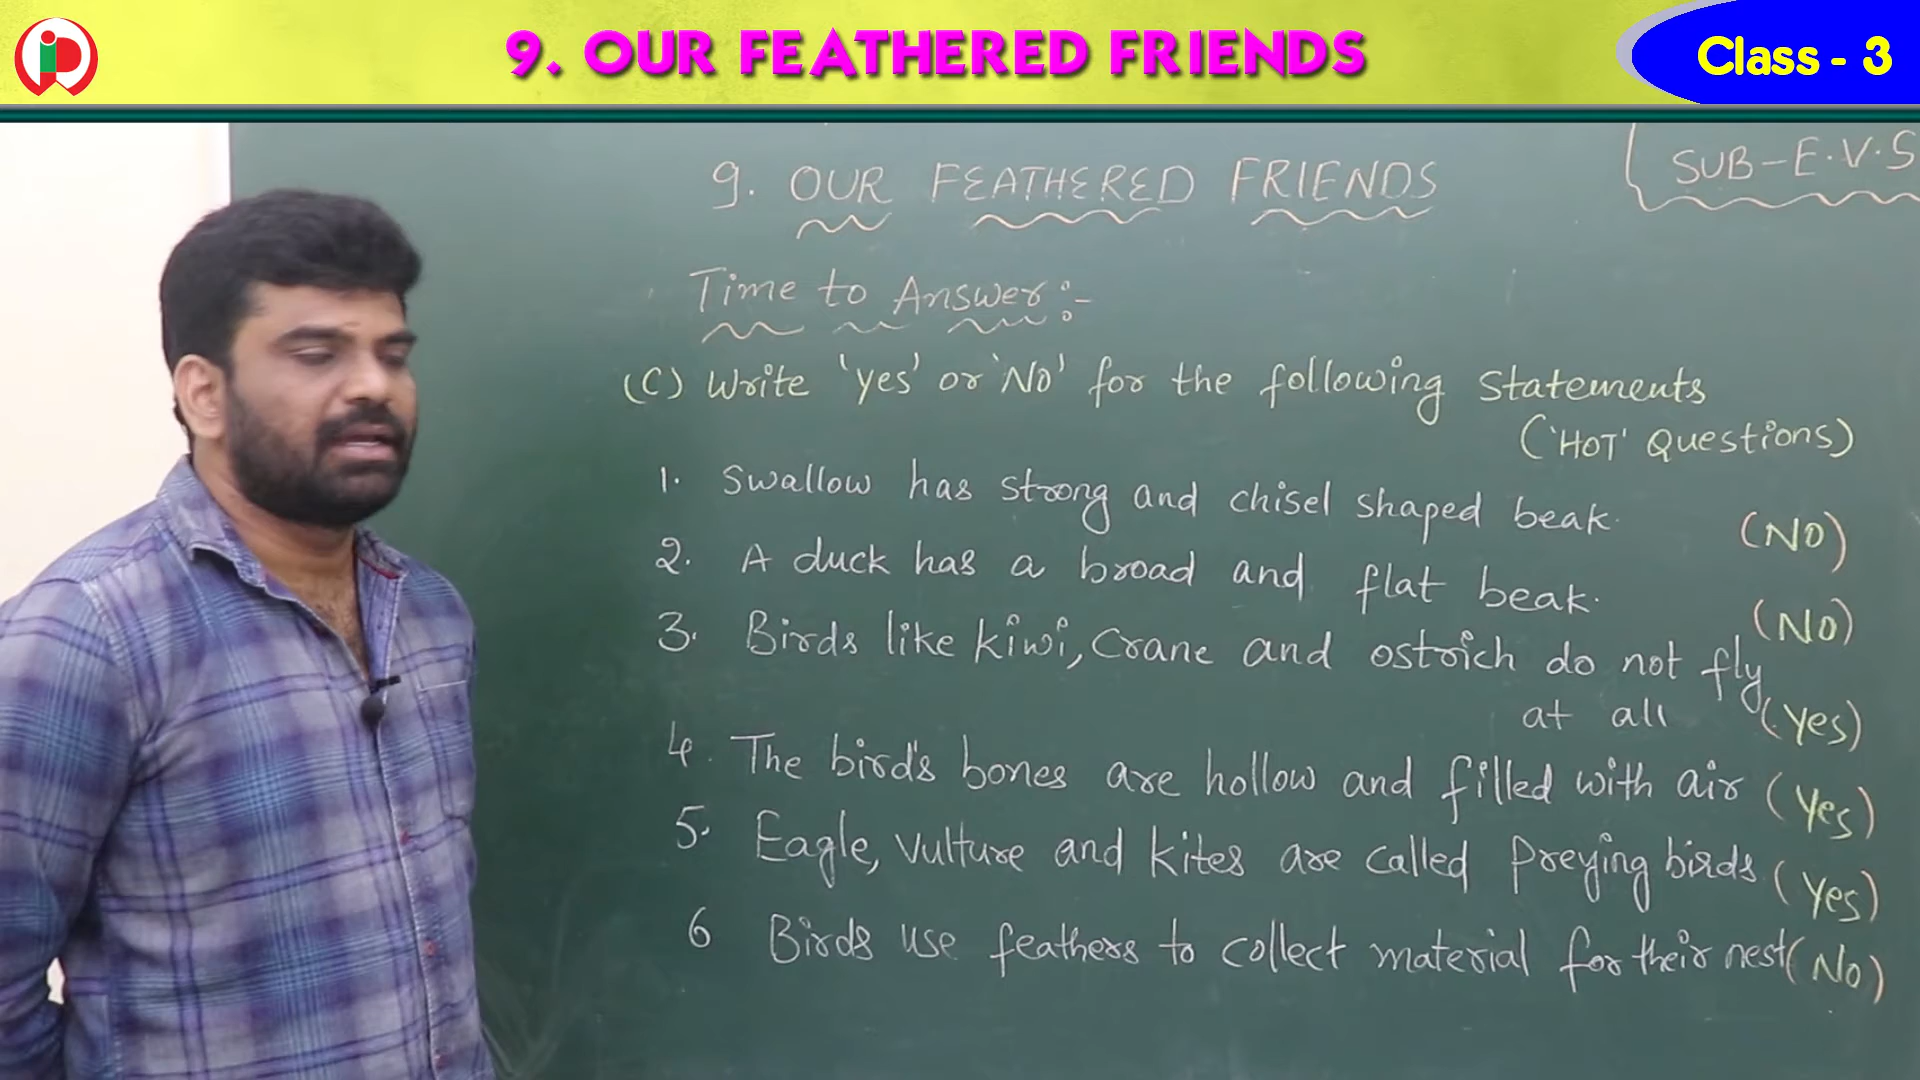 9. OUR FEATHERED FRIENDS
Class - 3
SUB-E.V.S
9. OUR FEATHERED FRIENDS
Time to Answer:-
(C) Write 'yes' or 'No' for the following Statements
('HOT' Questions)
1. Swallow has strong and chisel shaped beak. (NO)
2. A duck has a broad and flat beak. (NO)
3. Birds like kiwi, Crane and ostrich do not fly
at all (Yes)
4. The bird's bones are hollow and filled with air (Yes)
5. Eagle, Vulture and kites are called Preying birds (Yes)
6 Birds use feathers to collect material for their nest (No)